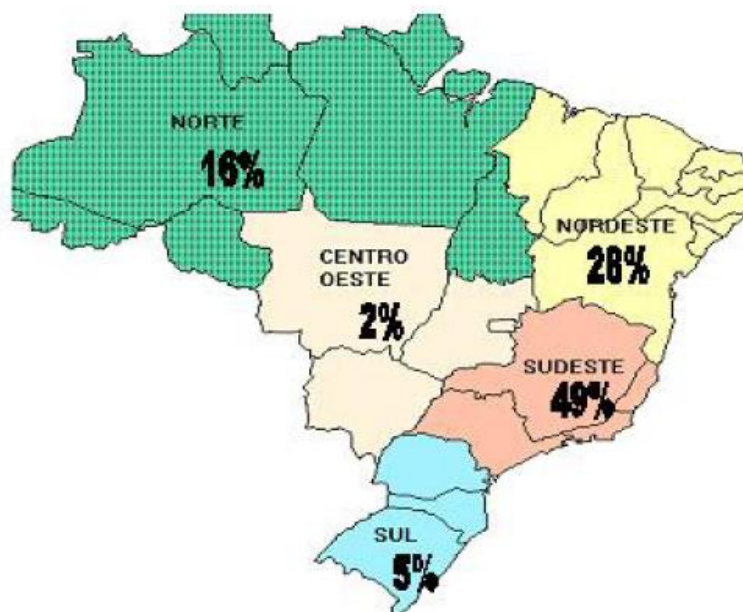 NORTE
16%
NORDESTE
28%
CENTRO
OESTE
2%
SUDESTE
49%
SUL
5%